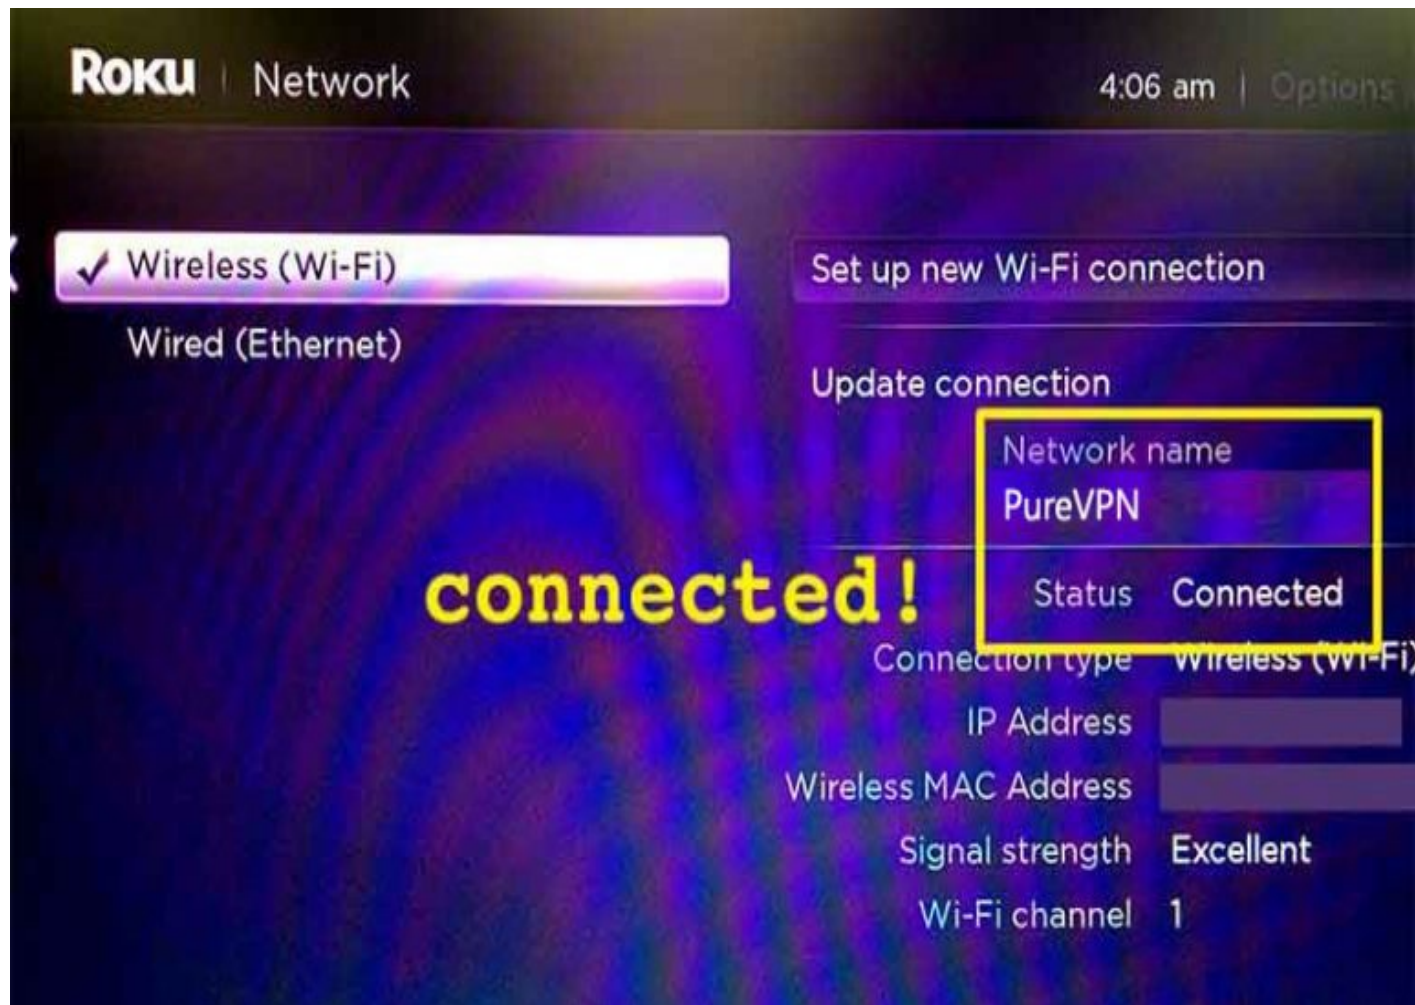 Roku | Network
4:06 am | Options
✓ Wireless (Wi-Fi)
Wired (Ethernet)
Set up new Wi-Fi connection
Update connection
Network name
PureVPN
connected!
Status Connected
Connection type Wireless (Wi-Fi)
IP Address
Wireless MAC Address
Signal strength Excellent
Wi-Fi channel 1